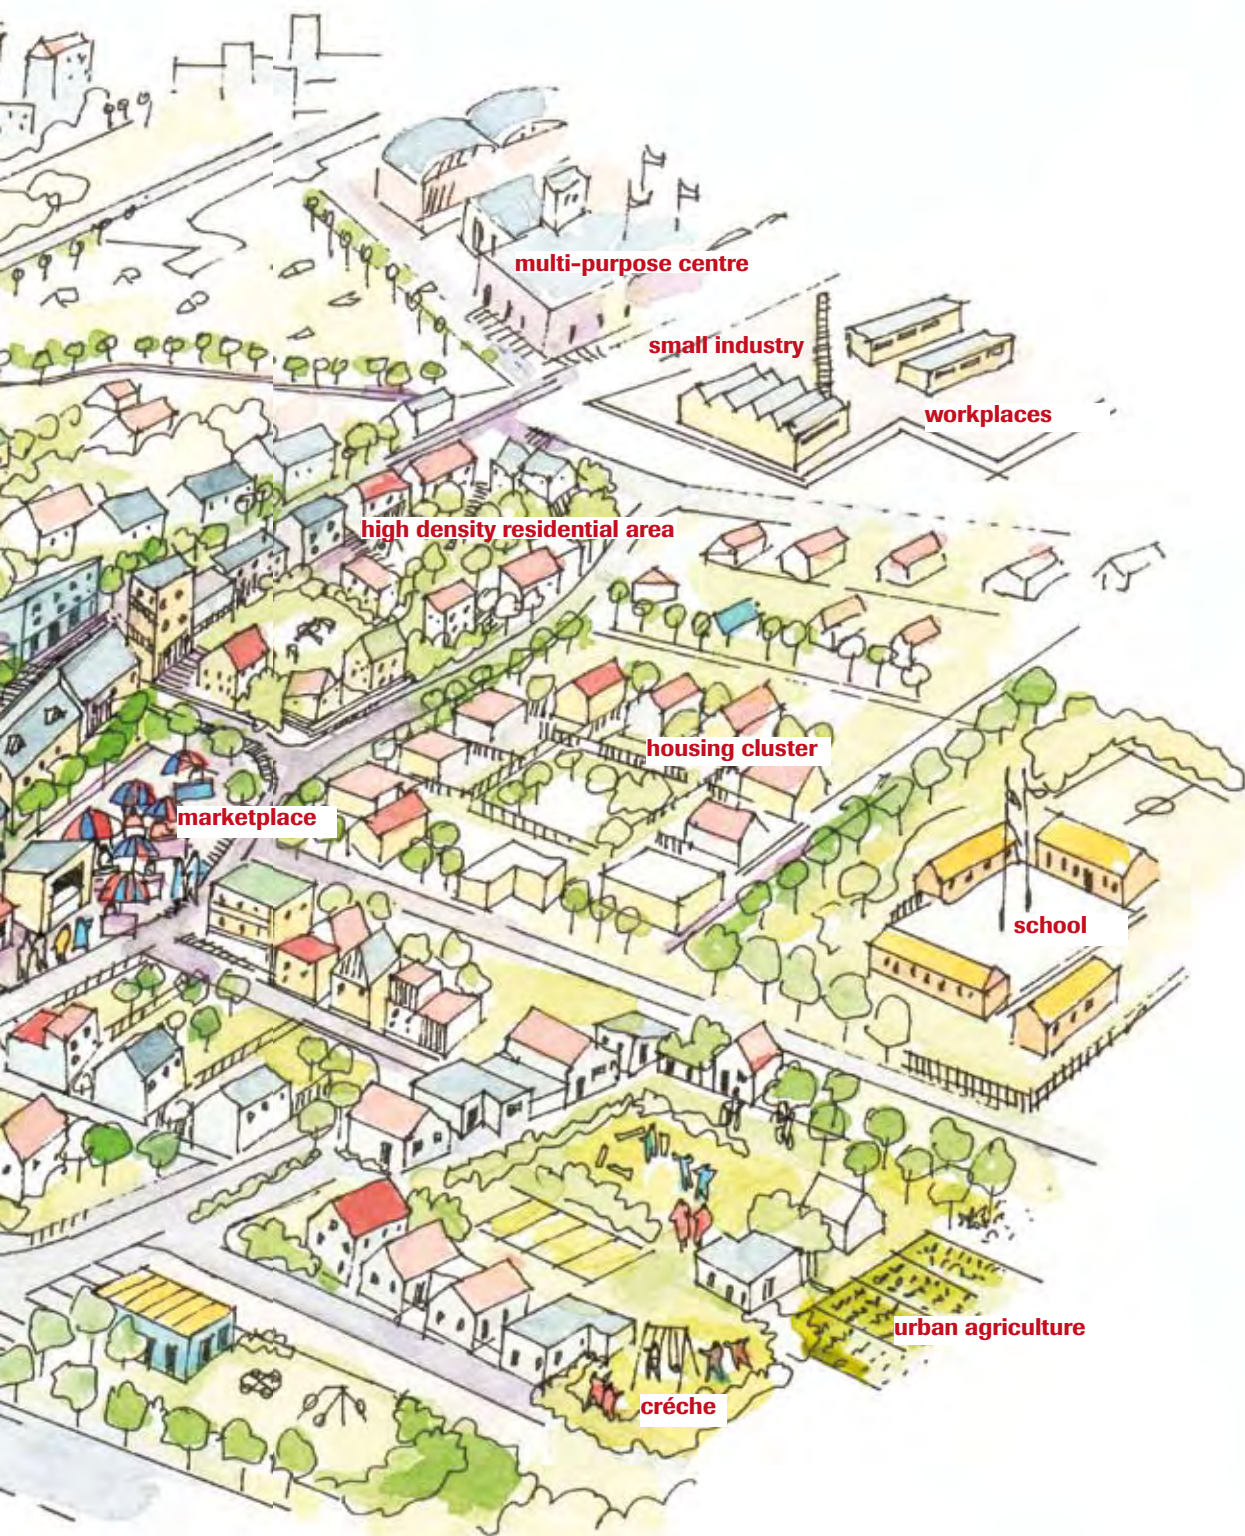 multi-purpose centre
small industry
workplaces
high density residential area
housing cluster
marketplace
school
urban agriculture
créche